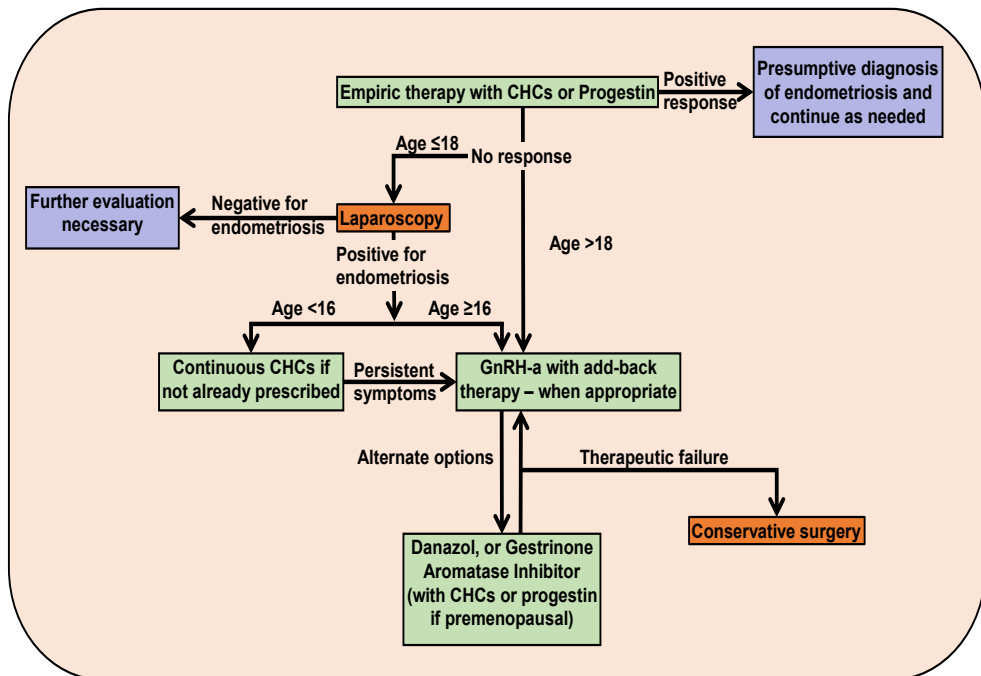 Empiric therapy with CHCs or Progestin
Positive
response
Presumptive diagnosis
of endometriosis and
continue as needed
Age ≤18
No response
Further evaluation
necessary
Negative for
endometriosis
Laparoscopy
Positive for
endometriosis
Age >18
Age <16
Age ≥16
Continuous CHCs if
not already prescribed
Persistent
symptoms
GnRH-a with add-back
therapy – when appropriate
Alternate options
Therapeutic failure
Conservative surgery
Danazol, or Gestrinone
Aromatase Inhibitor
(with CHCs or progestin
if premenopausal)